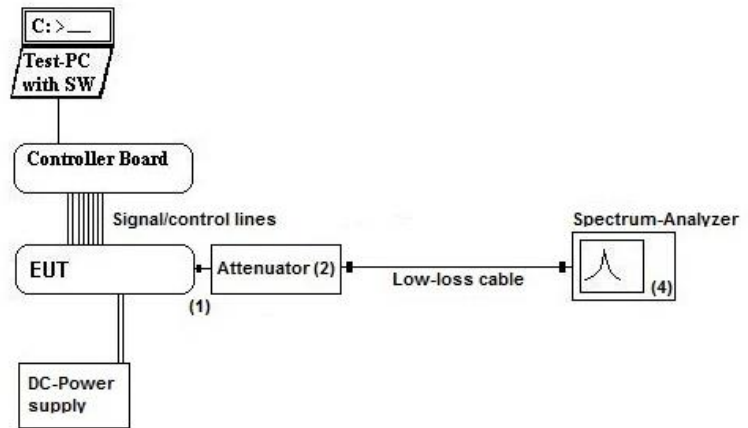 C:>__
Test-PC
with SW
Controller Board
Signal/control lines
Spectrum-Analyzer
EUT
Attenuator (2)
Low-loss cable
(4)
(1)
DC-Power
supply